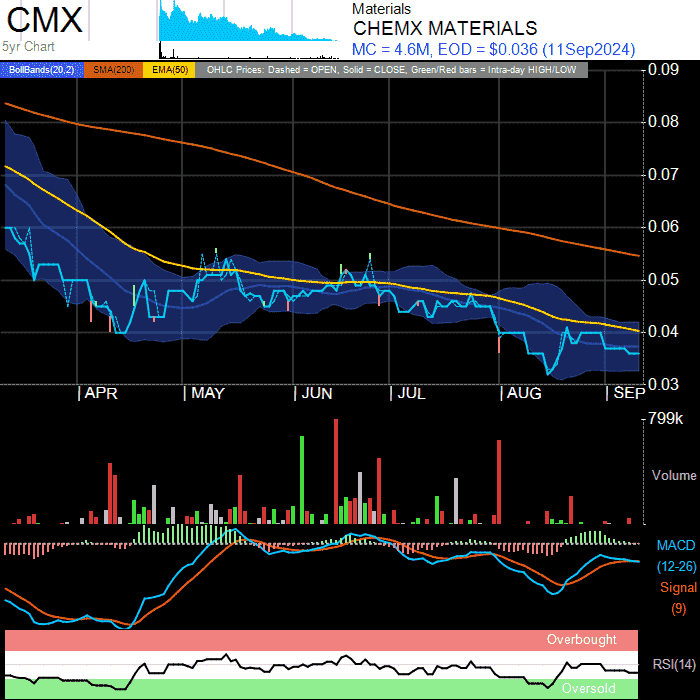 CMX
5yr Chart
Materials
CHEMX MATERIALS
MC = 4.6M, EOD = $0.036 (11Sep2024)
BollBands(20,2) SMA(200) EMA(50) OHLC Prices: Dashed = OPEN, Solid = CLOSE, Green/Red bars = Intra-day HIGH/LOW
0.09
0.08
0.07
0.06
0.05
0.04
0.03
APR MAY JUN JUL AUG SEP
799k
Volume
MACD
(12-26)
Signal
(9)
Overbought
RSI(14)
Oversold